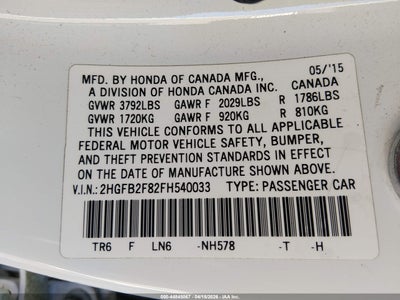 MFD. BY HONDA OF CANADA MFG., 05/'15
A DIVISION OF HONDA CANADA INC. CANADA
GVWR 3792LBS GAWR F 2029LBS R 1786LBS
GVWR 1720KG GAWR F 920KG R 810KG
THIS VEHICLE CONFORMS TO ALL APPLICABLE
FEDERAL MOTOR VEHICLE SAFETY, BUMPER,
AND THEFT PREVENTION STANDARDS IN EFFECT
ON THE DATE OF MANUFACTURE SHOWN ABOVE.
V.I.N.: 2HGFB2F82FH540033 TYPE: PASSENGER CAR
TR6 F LN6 -NH578 -T -H